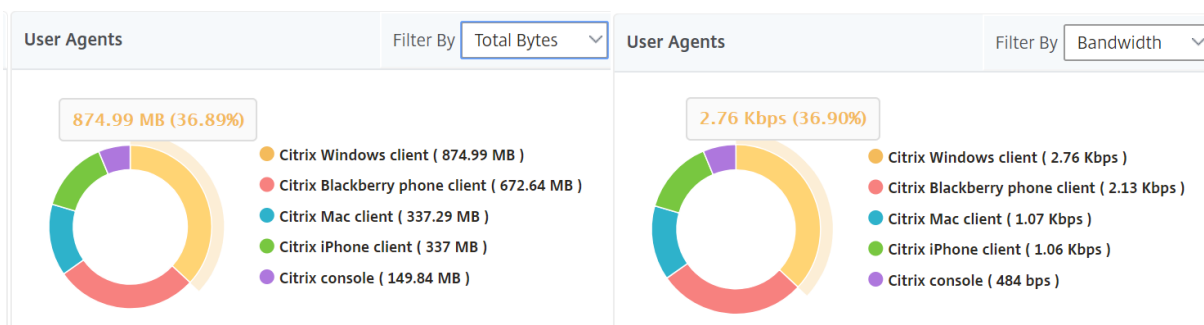 User Agents
Filter By Total Bytes
874.99 MB (36.89%)
Citrix Windows client ( 874.99 MB )
Citrix Blackberry phone client ( 672.64 MB )
Citrix Mac client ( 337.29 MB )
Citrix iPhone client ( 337 MB )
Citrix console ( 149.84 MB )
User Agents
Filter By Bandwidth
2.76 Kbps (36.90%)
Citrix Windows client ( 2.76 Kbps )
Citrix Blackberry phone client ( 2.13 Kbps )
Citrix Mac client ( 1.07 Kbps )
Citrix iPhone client ( 1.06 Kbps )
Citrix console ( 484 bps )